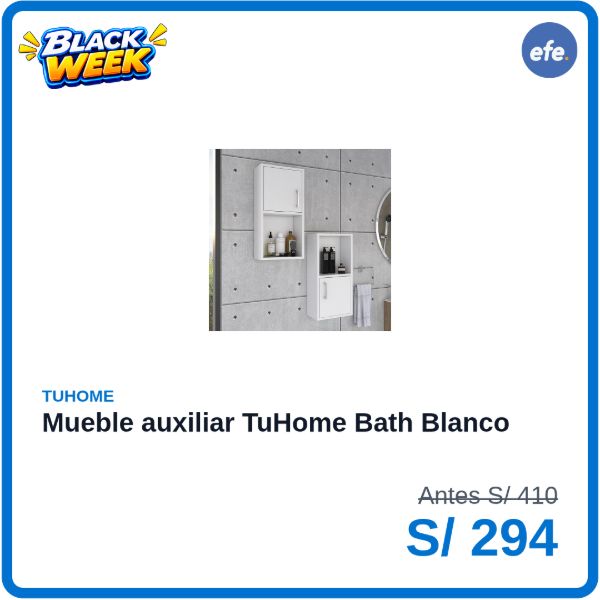 BLACK
WEEK
efe.
TUHOME
Mueble auxiliar TuHome Bath Blanco
Antes S/ 410
S/ 294